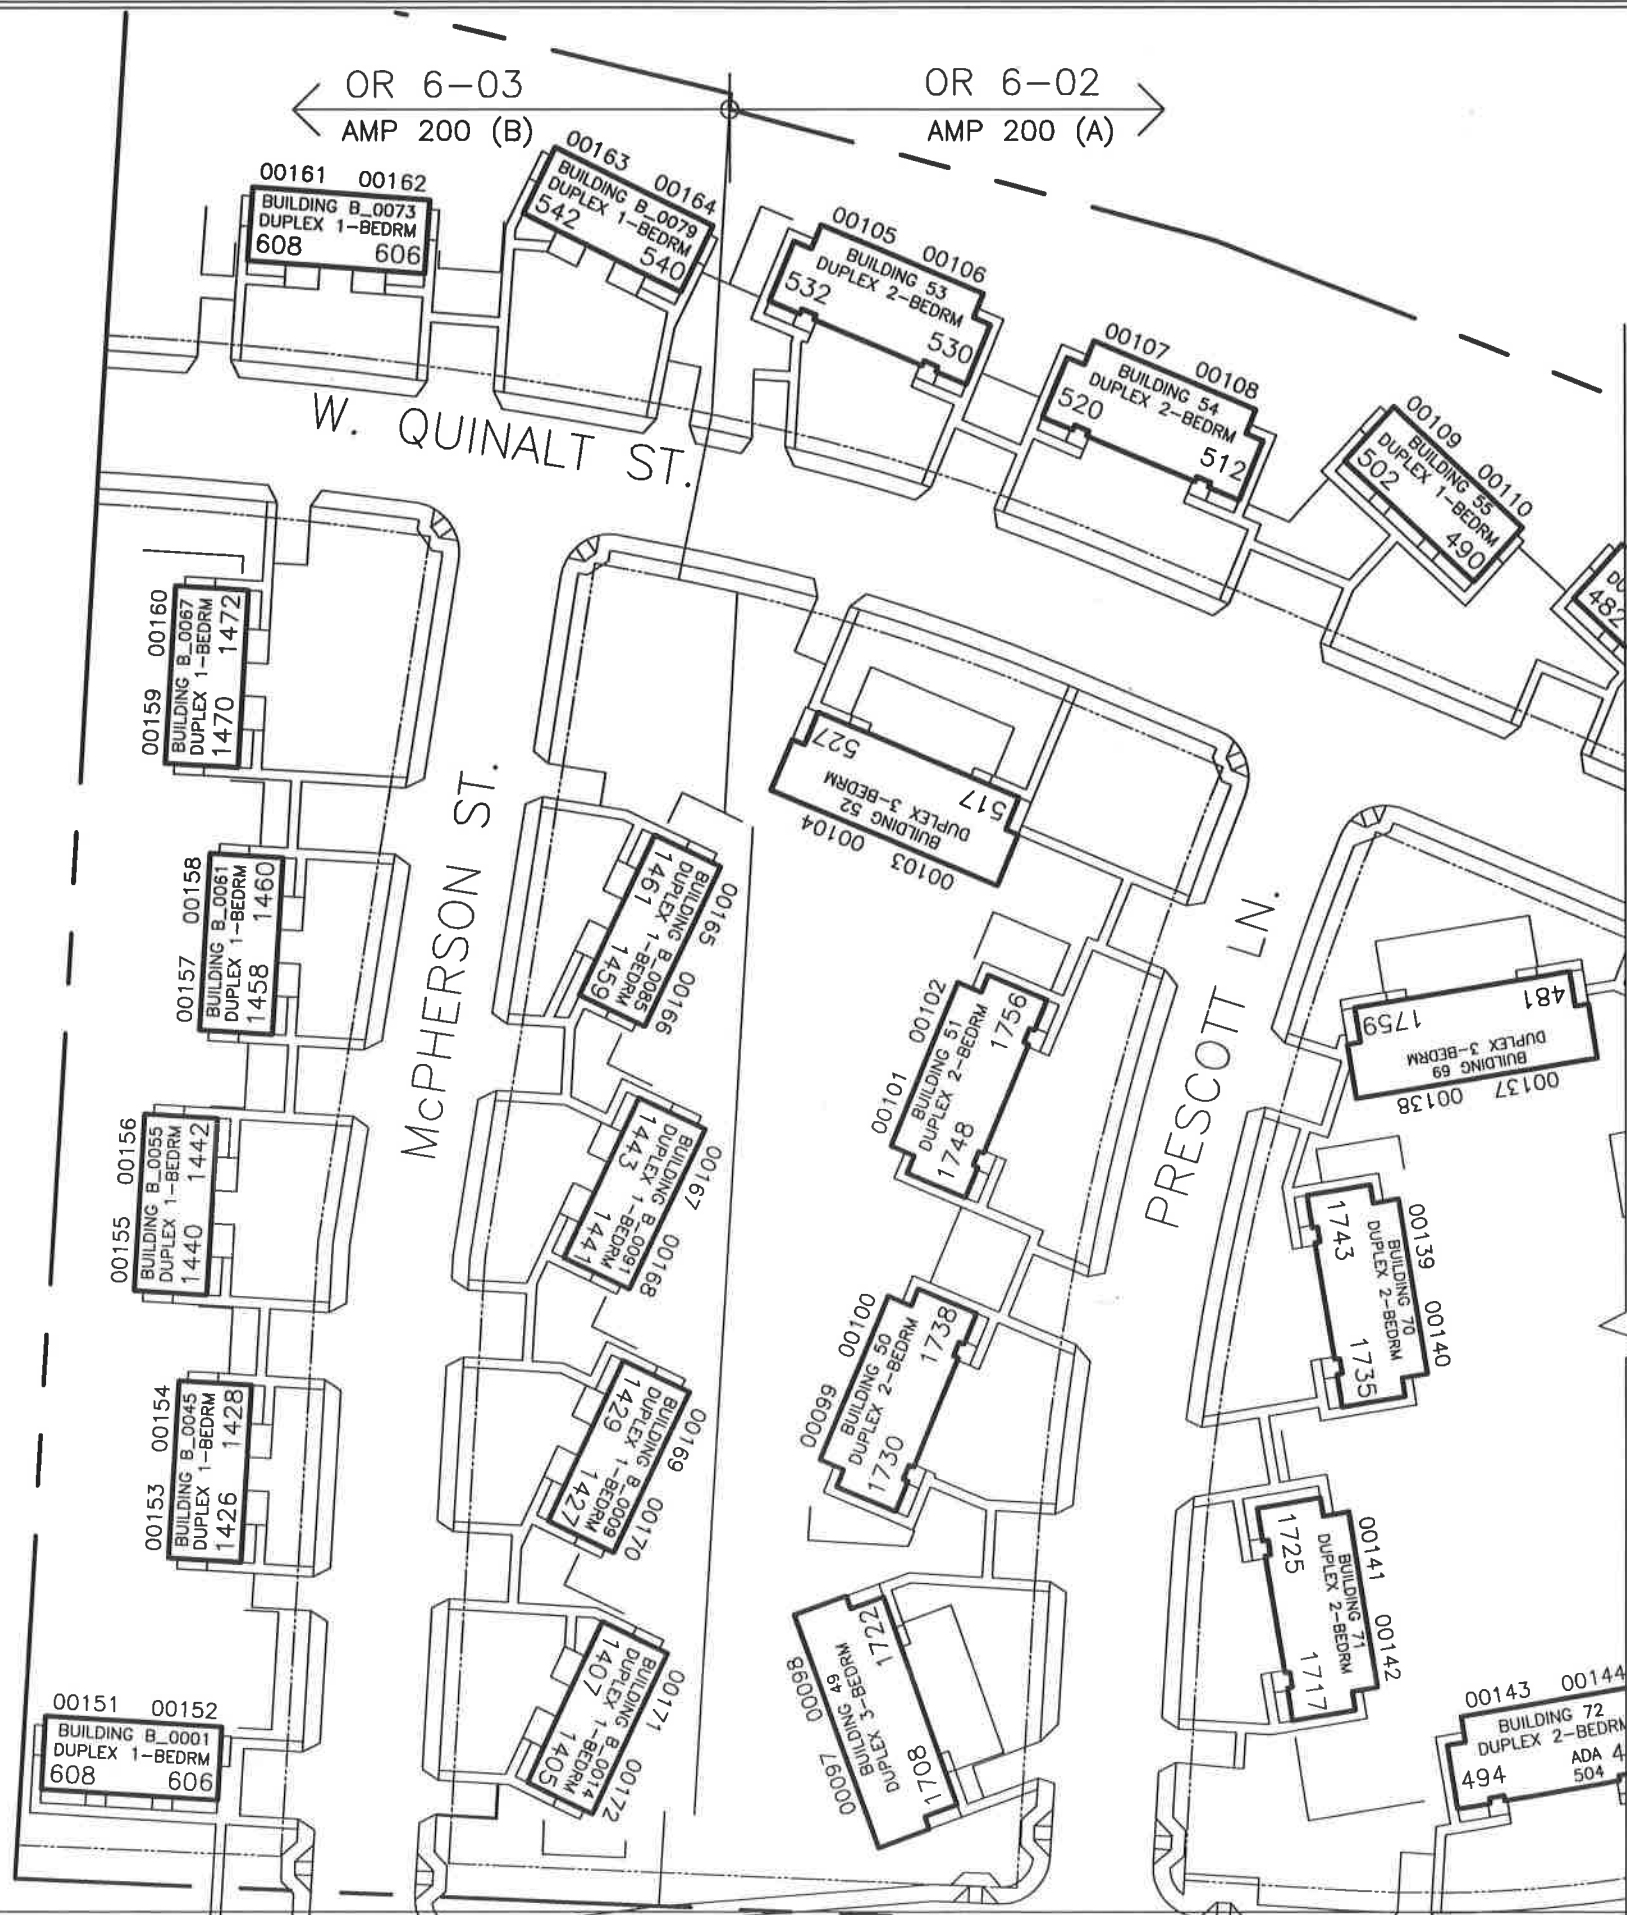 OR 6-03
AMP 200 (B)
OR 6-02
AMP 200 (A)
00161 00162
BUILDING B_0073
DUPLEX 1-BEDRM
608 606
00163 00164
BUILDING B_0079
DUPLEX 1-BEDRM
542 540
00105 00106
BUILDING 53
DUPLEX 2-BEDRM
532 530
00107 00108
BUILDING 54
DUPLEX 2-BEDRM
520 512
00109 00110
BUILDING 55
DUPLEX 1-BEDRM
502 490
DU
482
W. QUINALT ST.
00159 00160
BUILDING B_0067
DUPLEX 1-BEDRM
1470 1472
00157 00158
BUILDING B_0061
DUPLEX 1-BEDRM
1458 1460
00155 00156
BUILDING B_0055
DUPLEX 1-BEDRM
1440 1442
00153 00154
BUILDING B_0045
DUPLEX 1-BEDRM
1426 1428
00151 00152
BUILDING B_0001
DUPLEX 1-BEDRM
608 606
McPHERSON ST.
00165 00166
BUILDING B_0085
DUPLEX 1-BEDRM
1461 1459
00167 00168
BUILDING B_0091
DUPLEX 1-BEDRM
1443 1441
00169 00170
BUILDING B_0009
DUPLEX 1-BEDRM
1429 1427
00171 00172
BUILDING B_0014
DUPLEX 1-BEDRM
1407 1405
00103 00104
BUILDING 52
DUPLEX 3-BEDRM
517 527
00101 00102
BUILDING 51
DUPLEX 2-BEDRM
1748 1756
00099 00100
BUILDING 50
DUPLEX 2-BEDRM
1730 1738
00097 00098
BUILDING 49
DUPLEX 3-BEDRM
1708 1722
PRESCOTT LN.
00137 00138
BUILDING 69
DUPLEX 3-BEDRM
481 1759
00139 00140
BUILDING 70
DUPLEX 2-BEDRM
1743 1735
00141 00142
BUILDING 71
DUPLEX 2-BEDRM
1725 1717
00143 00144
BUILDING 72
DUPLEX 2-BEDRM
ADA 4
494 504